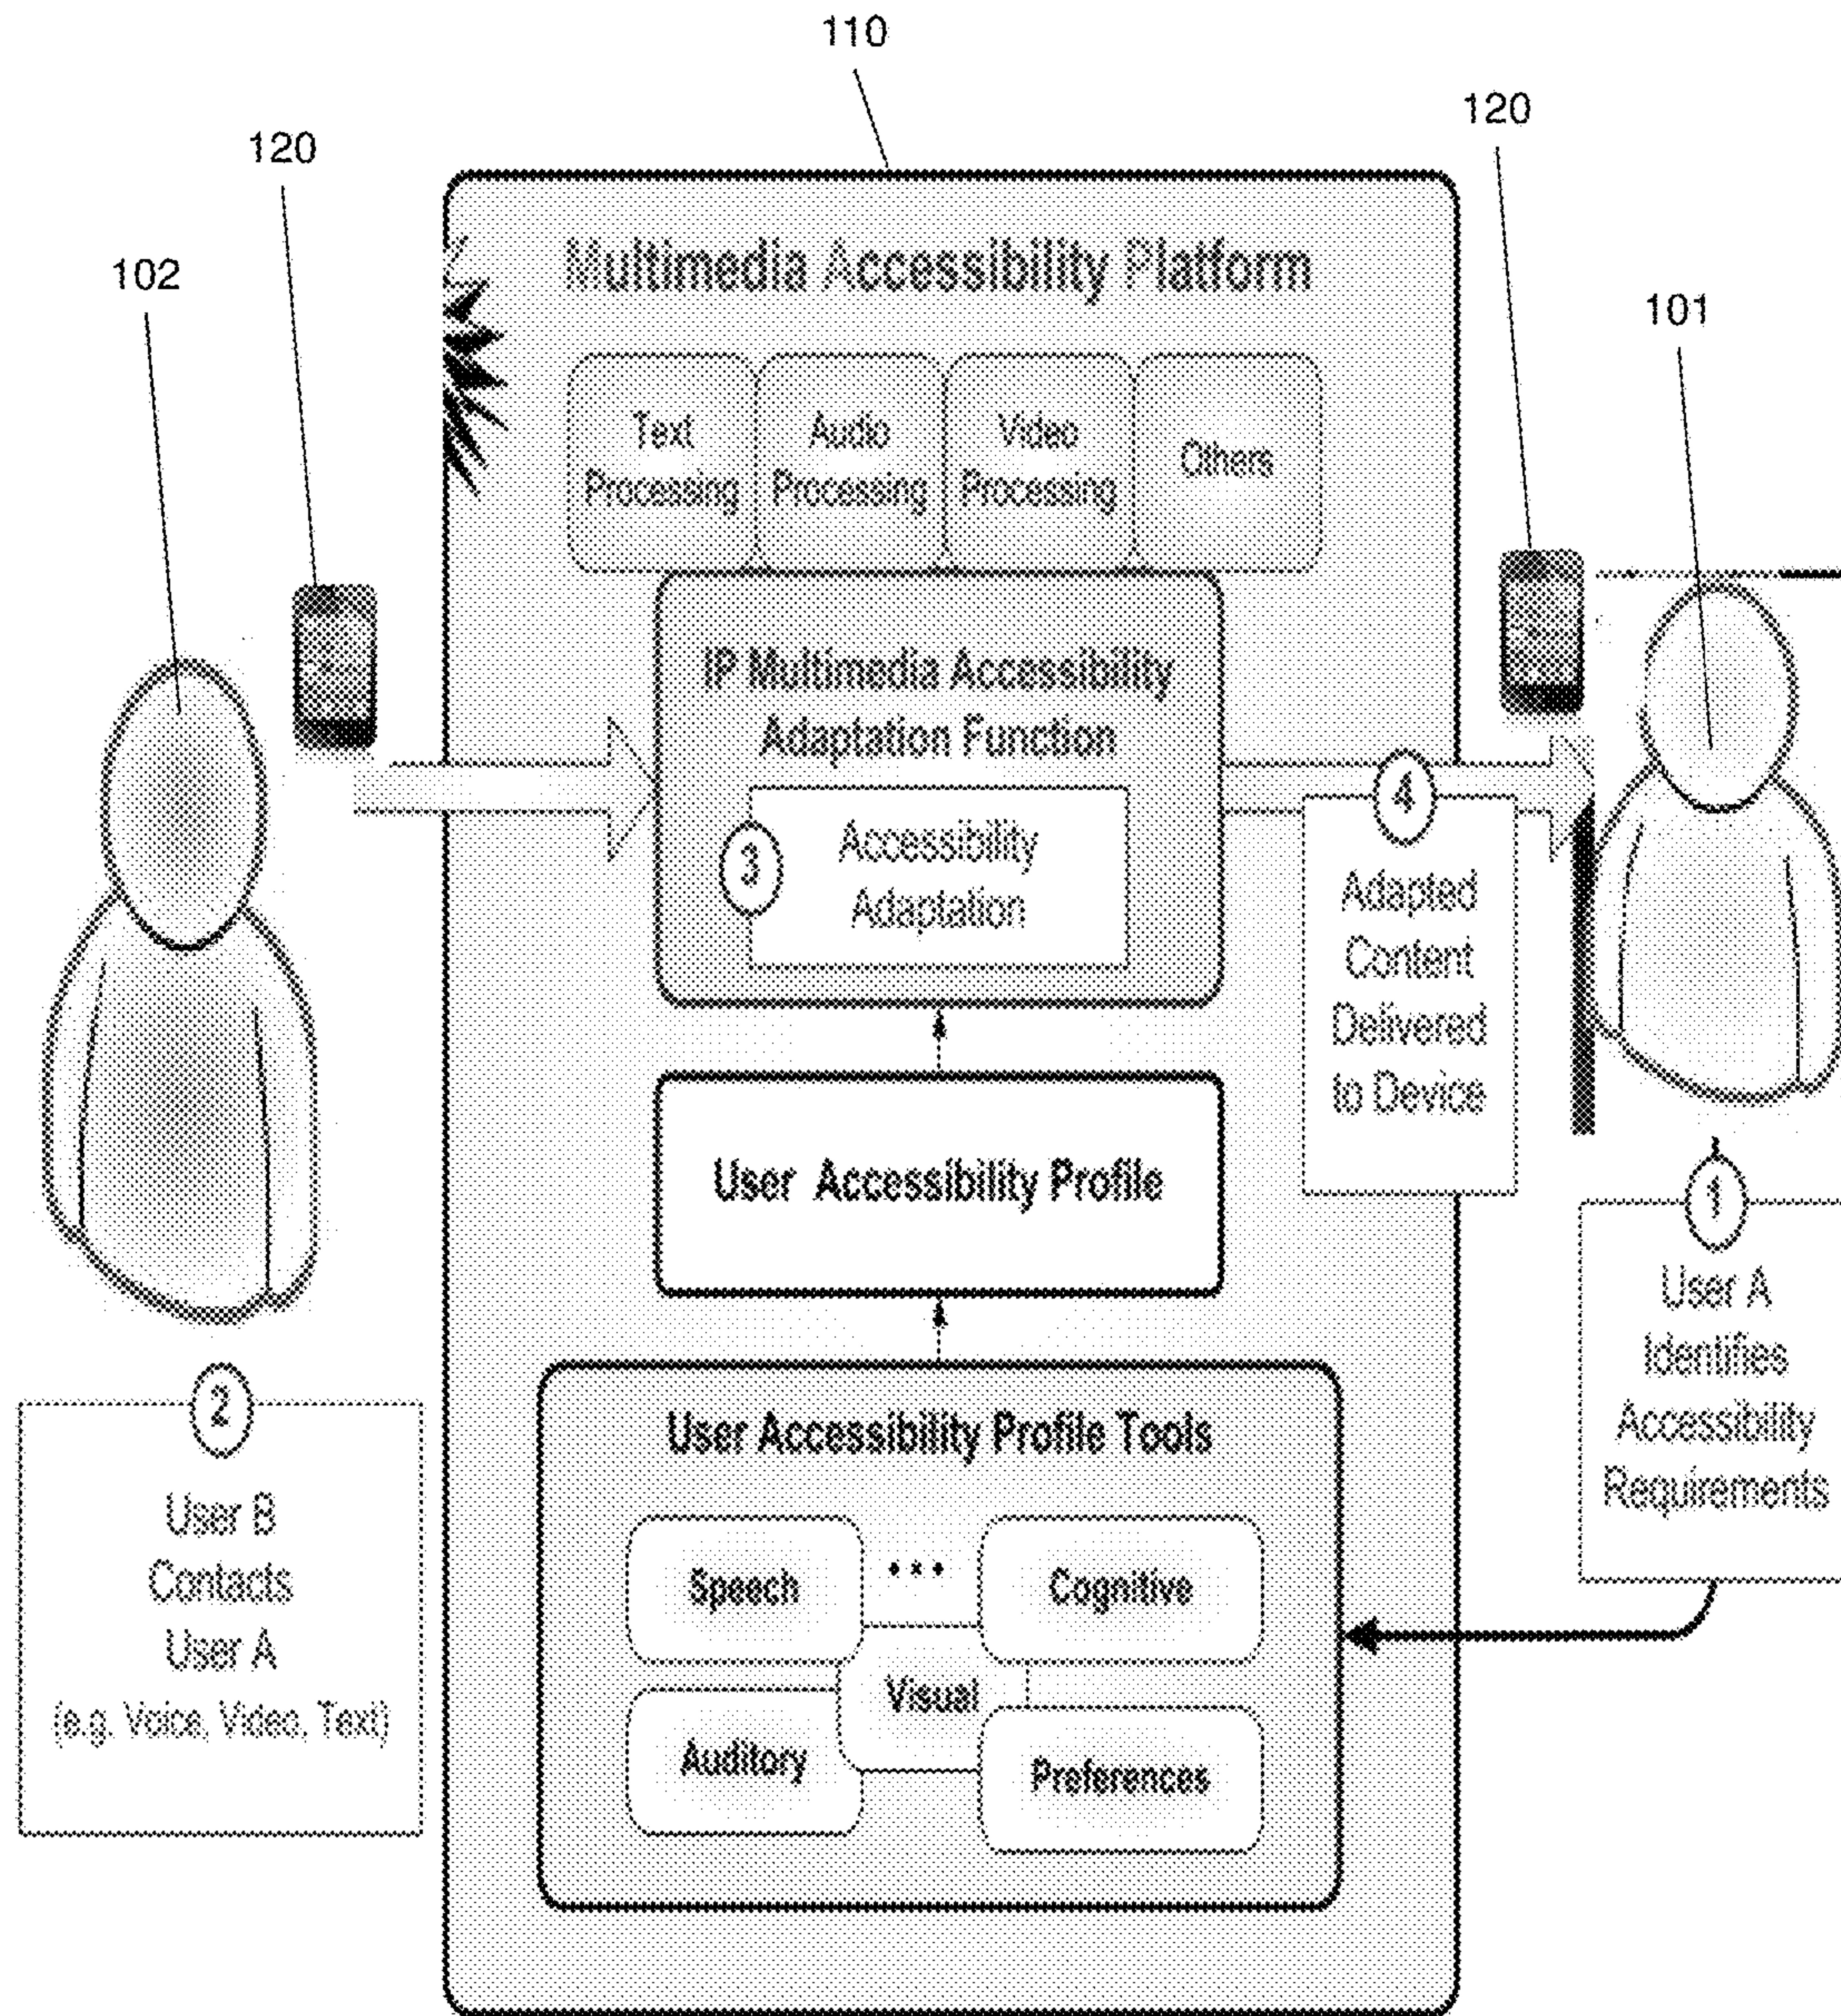 110
120
120
102
101
Multimedia Accessibility Platform
Text
Processing
Audio
Processing
Video
Processing
Others
IP Multimedia Accessibility
Adaptation Function
3
Accessibility
Adaptation
4
Adapted
Content
Delivered
to Device
User Accessibility Profile
1
User A
Identifies
Accessibility
Requirements
2
User B
Contacts
User A
(e.g. Voice, Video, Text)
User Accessibility Profile Tools
Speech
...
Cognitive
Visual
Auditory
Preferences